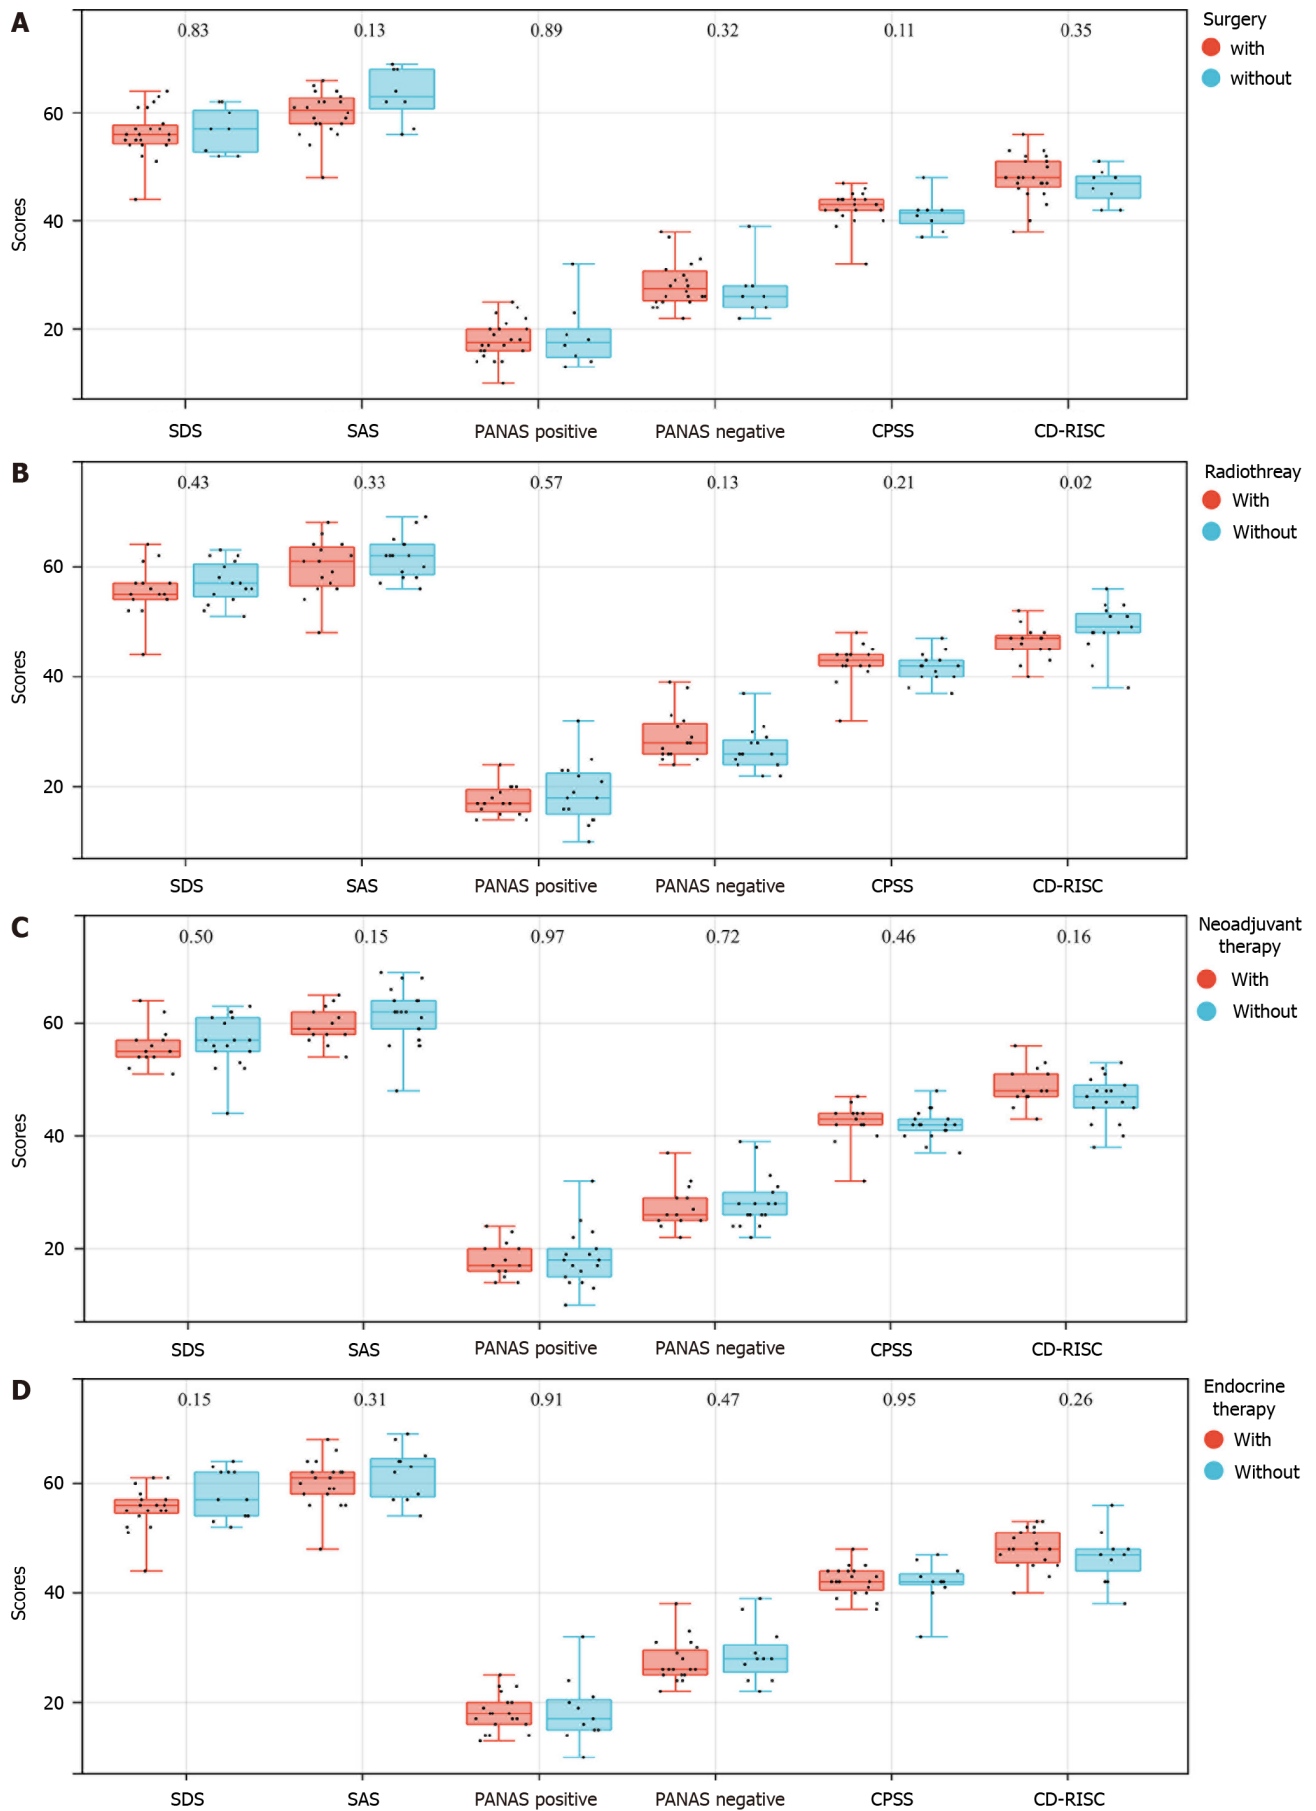 A
0.83 0.13 0.89 0.32 0.11 0.35
Surgery
with
without
60
40
20
Scores
SDS SAS PANAS positive PANAS negative CPSS CD-RISC
B
0.43 0.33 0.57 0.13 0.21 0.02
Radiothreay
With
Without
60
40
20
Scores
SDS SAS PANAS positive PANAS negative CPSS CD-RISC
C
0.50 0.15 0.97 0.72 0.46 0.16
Neoadjuvant
therapy
With
Without
60
40
20
Scores
SDS SAS PANAS positive PANAS negative CPSS CD-RISC
D
0.15 0.31 0.91 0.47 0.95 0.26
Endocrine
therapy
With
Without
60
40
20
Scores
SDS SAS PANAS positive PANAS negative CPSS CD-RISC